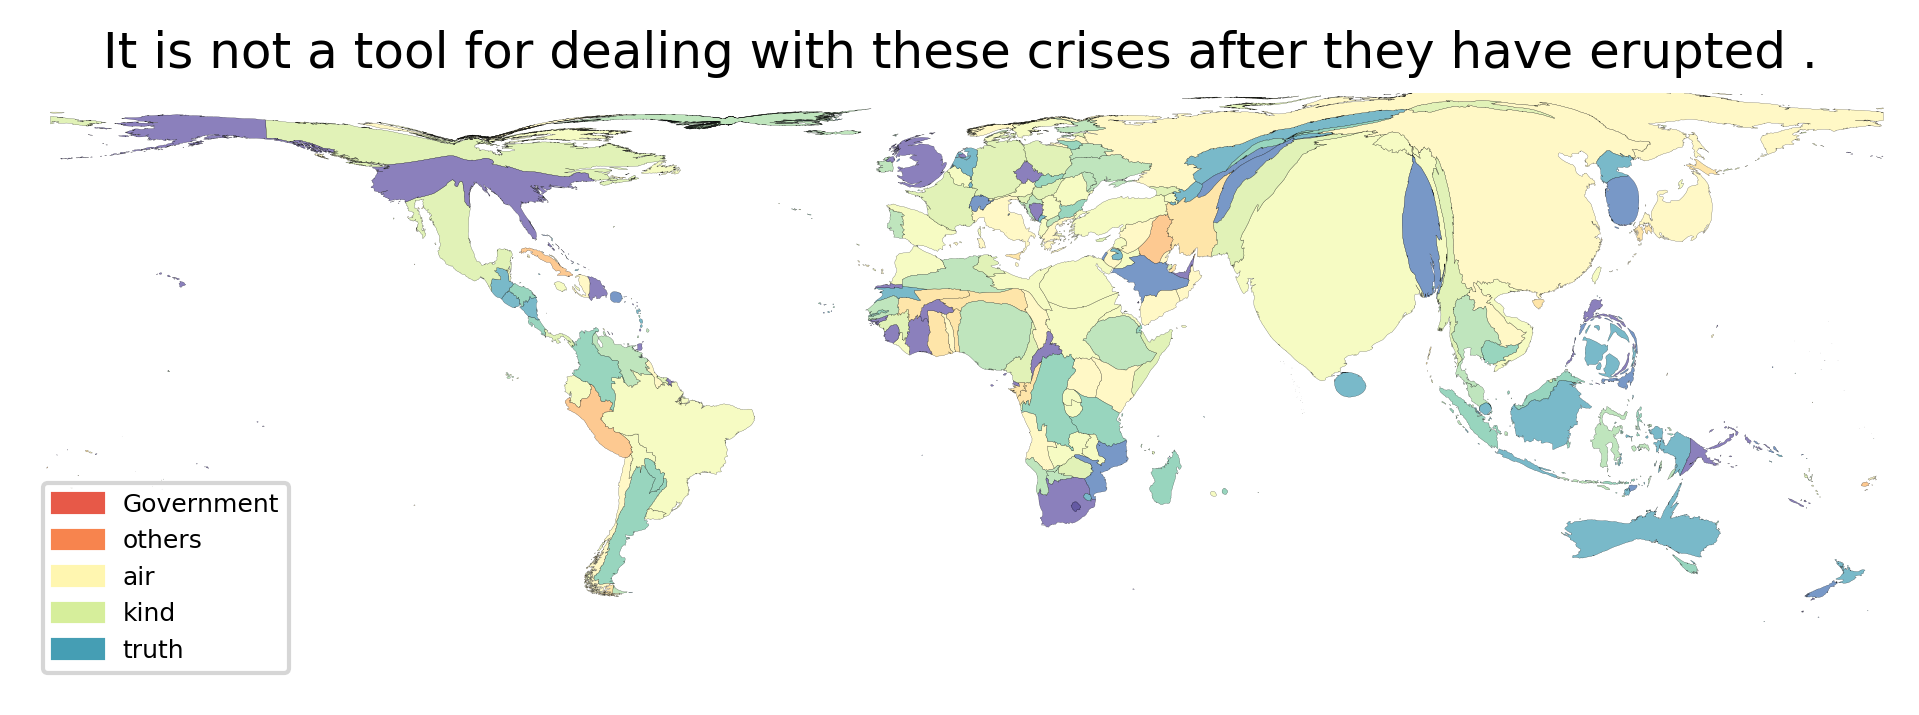 It is not a tool for dealing with these crises after they have erupted .
Government
others
air
kind
truth